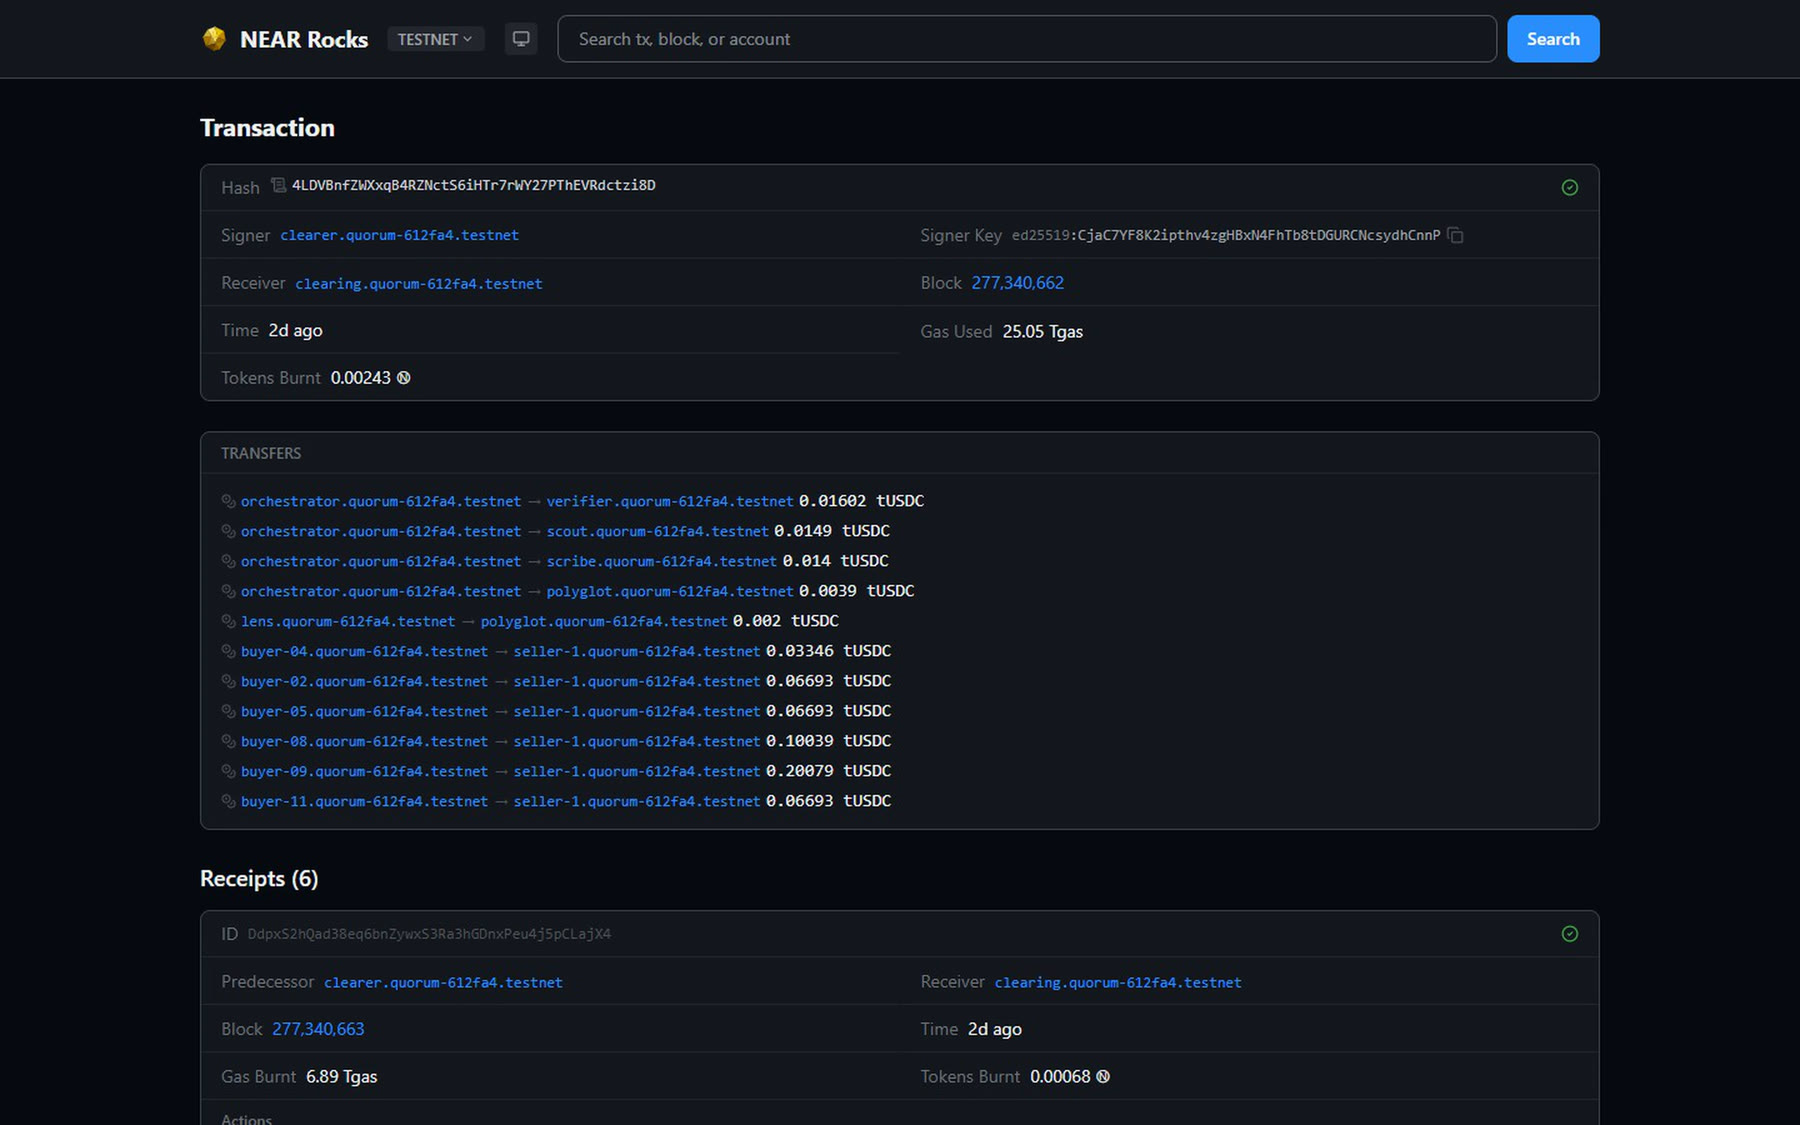 NEAR Rocks TESTNET Search tx, block, or account Search
Transaction
Hash 4LDVBnfZWXxqB4RZNctS6iHTr7rWY27PThEVRdctzi8D
Signer clearer.quorum-612fa4.testnet Signer Key ed25519:CjaC7YF8K2ipthv4zgHBxN4FhTb8tDGURCNcsydhCnnP
Receiver clearing.quorum-612fa4.testnet Block 277,340,662
Time 2d ago Gas Used 25.05 Tgas
Tokens Burnt 0.00243
TRANSFERS
orchestrator.quorum-612fa4.testnet → verifier.quorum-612fa4.testnet 0.01602 tUSDC
orchestrator.quorum-612fa4.testnet → scout.quorum-612fa4.testnet 0.0149 tUSDC
orchestrator.quorum-612fa4.testnet → scribe.quorum-612fa4.testnet 0.014 tUSDC
orchestrator.quorum-612fa4.testnet → polyglot.quorum-612fa4.testnet 0.0039 tUSDC
lens.quorum-612fa4.testnet → polyglot.quorum-612fa4.testnet 0.002 tUSDC
buyer-04.quorum-612fa4.testnet → seller-1.quorum-612fa4.testnet 0.03346 tUSDC
buyer-02.quorum-612fa4.testnet → seller-1.quorum-612fa4.testnet 0.06693 tUSDC
buyer-05.quorum-612fa4.testnet → seller-1.quorum-612fa4.testnet 0.06693 tUSDC
buyer-08.quorum-612fa4.testnet → seller-1.quorum-612fa4.testnet 0.10039 tUSDC
buyer-09.quorum-612fa4.testnet → seller-1.quorum-612fa4.testnet 0.20079 tUSDC
buyer-11.quorum-612fa4.testnet → seller-1.quorum-612fa4.testnet 0.06693 tUSDC
Receipts (6)
ID DdpxS2hQad38eq6bnZywxS3Ra3hGDnxPeu4j5pCLajX4
Predecessor clearer.quorum-612fa4.testnet Receiver clearing.quorum-612fa4.testnet
Block 277,340,663 Time 2d ago
Gas Burnt 6.89 Tgas Tokens Burnt 0.00068
Actions